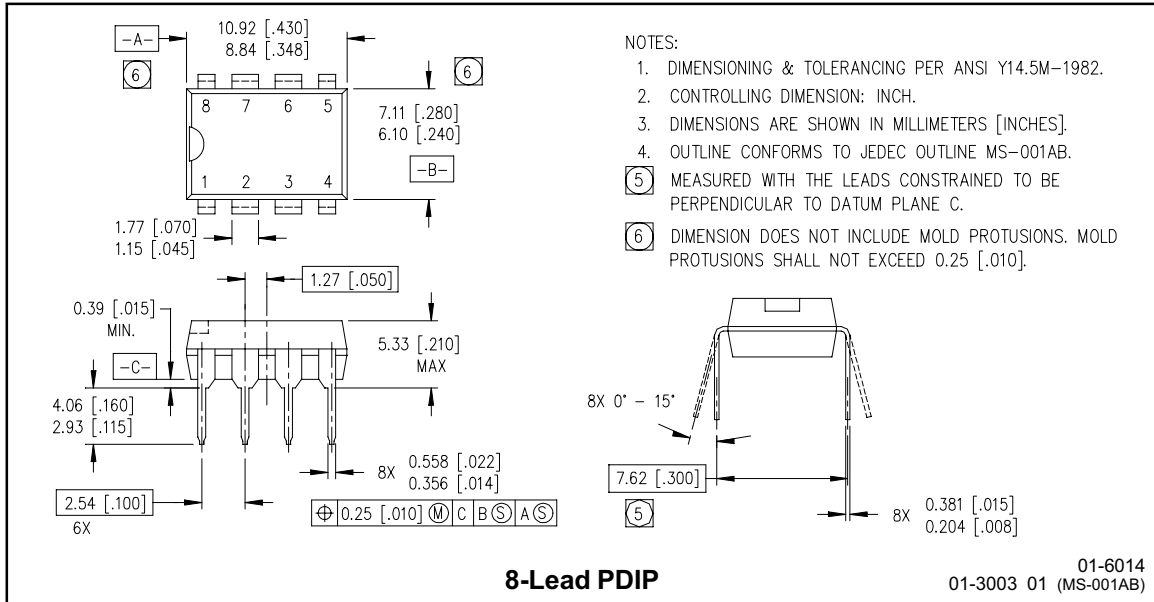 -A-
10.92 [.430]
8.84 [.348]
6
6
8 7 6 5
7.11 [.280]
6.10 [.240]
-B-
1 2 3 4
1.77 [.070]
1.15 [.045]
1.27 [.050]
0.39 [.015]
MIN.
-C-
5.33 [.210]
MAX
4.06 [.160]
2.93 [.115]
8X 0.558 [.022]
0.356 [.014]
2.54 [.100]
6X
⌖ 0.25 [.010] Ⓜ C B Ⓢ A Ⓢ
NOTES:
1. DIMENSIONING & TOLERANCING PER ANSI Y14.5M-1982.
2. CONTROLLING DIMENSION: INCH.
3. DIMENSIONS ARE SHOWN IN MILLIMETERS [INCHES].
4. OUTLINE CONFORMS TO JEDEC OUTLINE MS-001AB.
5 MEASURED WITH THE LEADS CONSTRAINED TO BE
PERPENDICULAR TO DATUM PLANE C.
6 DIMENSION DOES NOT INCLUDE MOLD PROTUSIONS. MOLD
PROTUSIONS SHALL NOT EXCEED 0.25 [.010].
8X 0° - 15°
7.62 [.300]
5
8X 0.381 [.015]
0.204 [.008]
8-Lead PDIP
01-6014
01-3003 01 (MS-001AB)